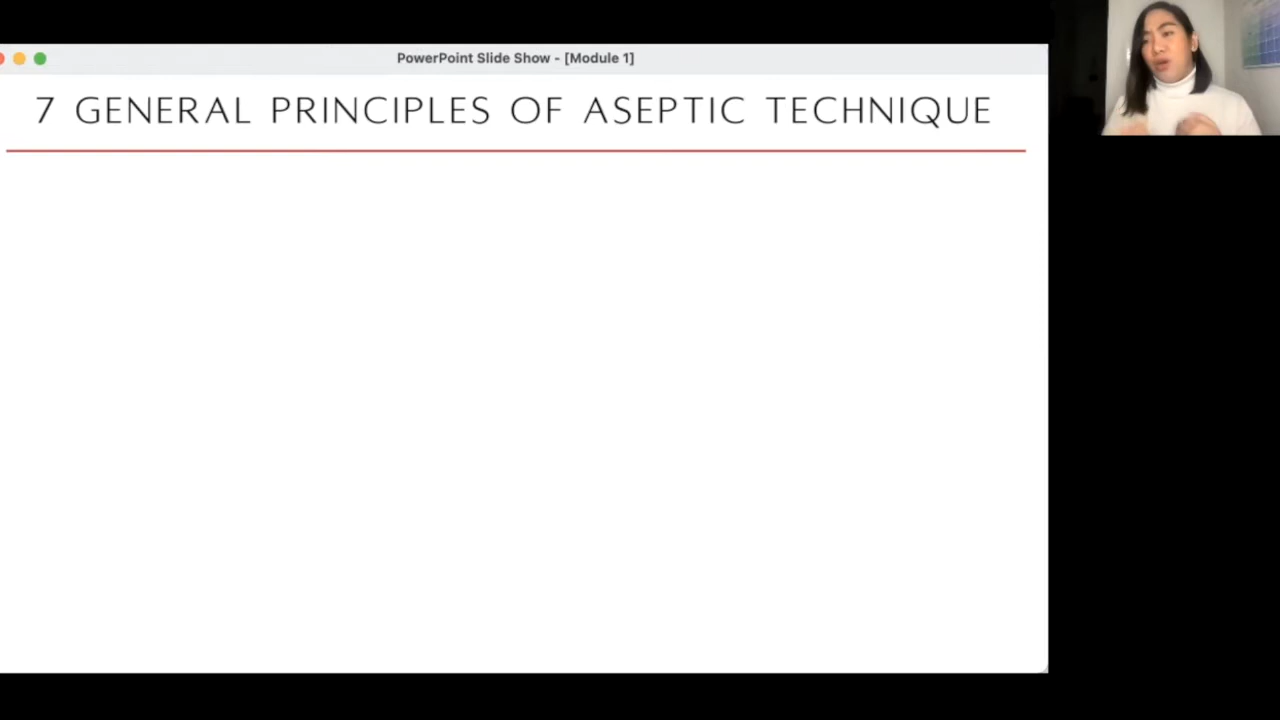 PowerPoint Slide Show - [Module 1]
7 GENERAL PRINCIPLES OF ASEPTIC TECHNIQUE